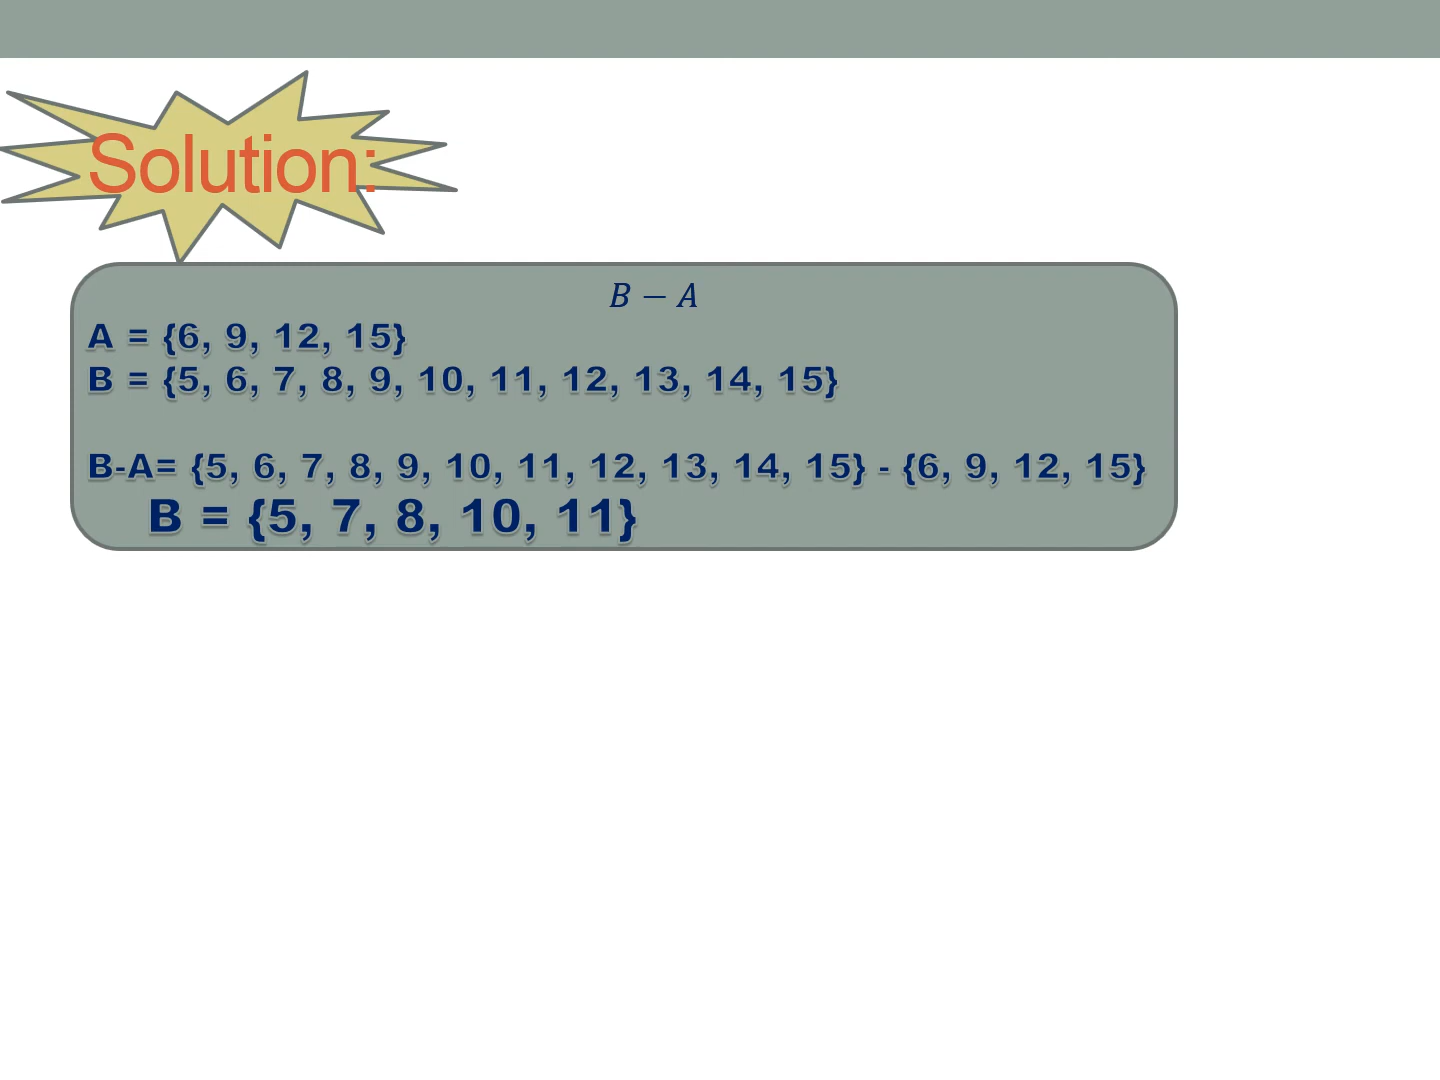 Solution:
B − A
A = {6, 9, 12, 15}
B = {5, 6, 7, 8, 9, 10, 11, 12, 13, 14, 15}
B-A= {5, 6, 7, 8, 9, 10, 11, 12, 13, 14, 15} - {6, 9, 12, 15}
B = {5, 7, 8, 10, 11}